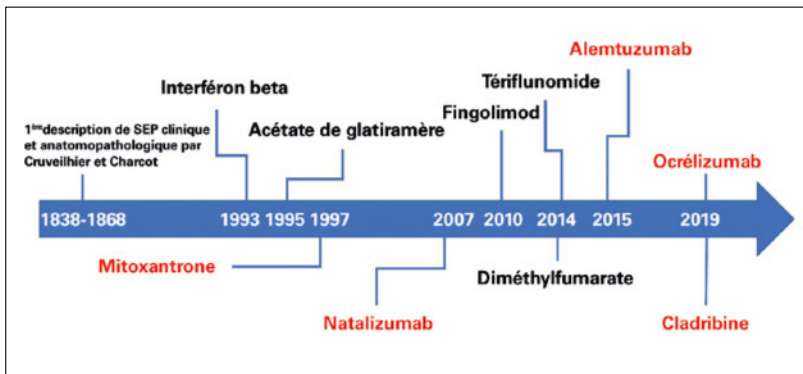 Alemtuzumab
Interféron beta
Tériflunomide
Fingolimod
Acétate de glatiramère
1ère description de SEP clinique
et anatomopathologique par
Cruveilhier et Charcot
Ocrélizumab
1838-1868 1993 1995 1997 2007 2010 2014 2015 2019
Mitoxantrone
Diméthylfumarate
Natalizumab
Cladribine